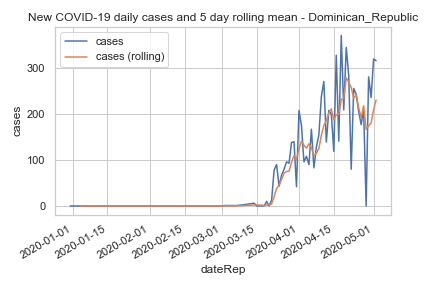 New COVID-19 daily cases and 5 day rolling mean - Dominican_Republic
cases
cases (rolling)
300
200
100
0
cases
2020-01-01
2020-01-15
2020-02-01
2020-02-15
2020-03-01
2020-03-15
2020-04-01
2020-04-15
2020-05-01
dateRep